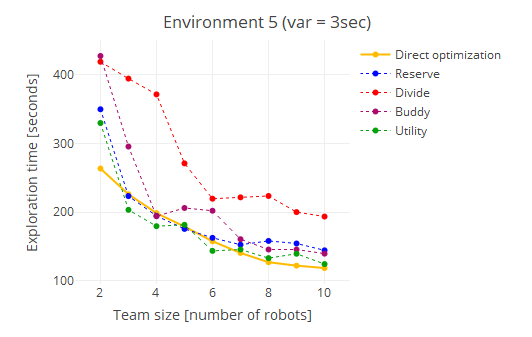 Environment 5 (var = 3sec)
Direct optimization
Reserve
Divide
Buddy
Utility
Exploration time [seconds]
400
300
200
100
2 4 6 8 10
Team size [number of robots]